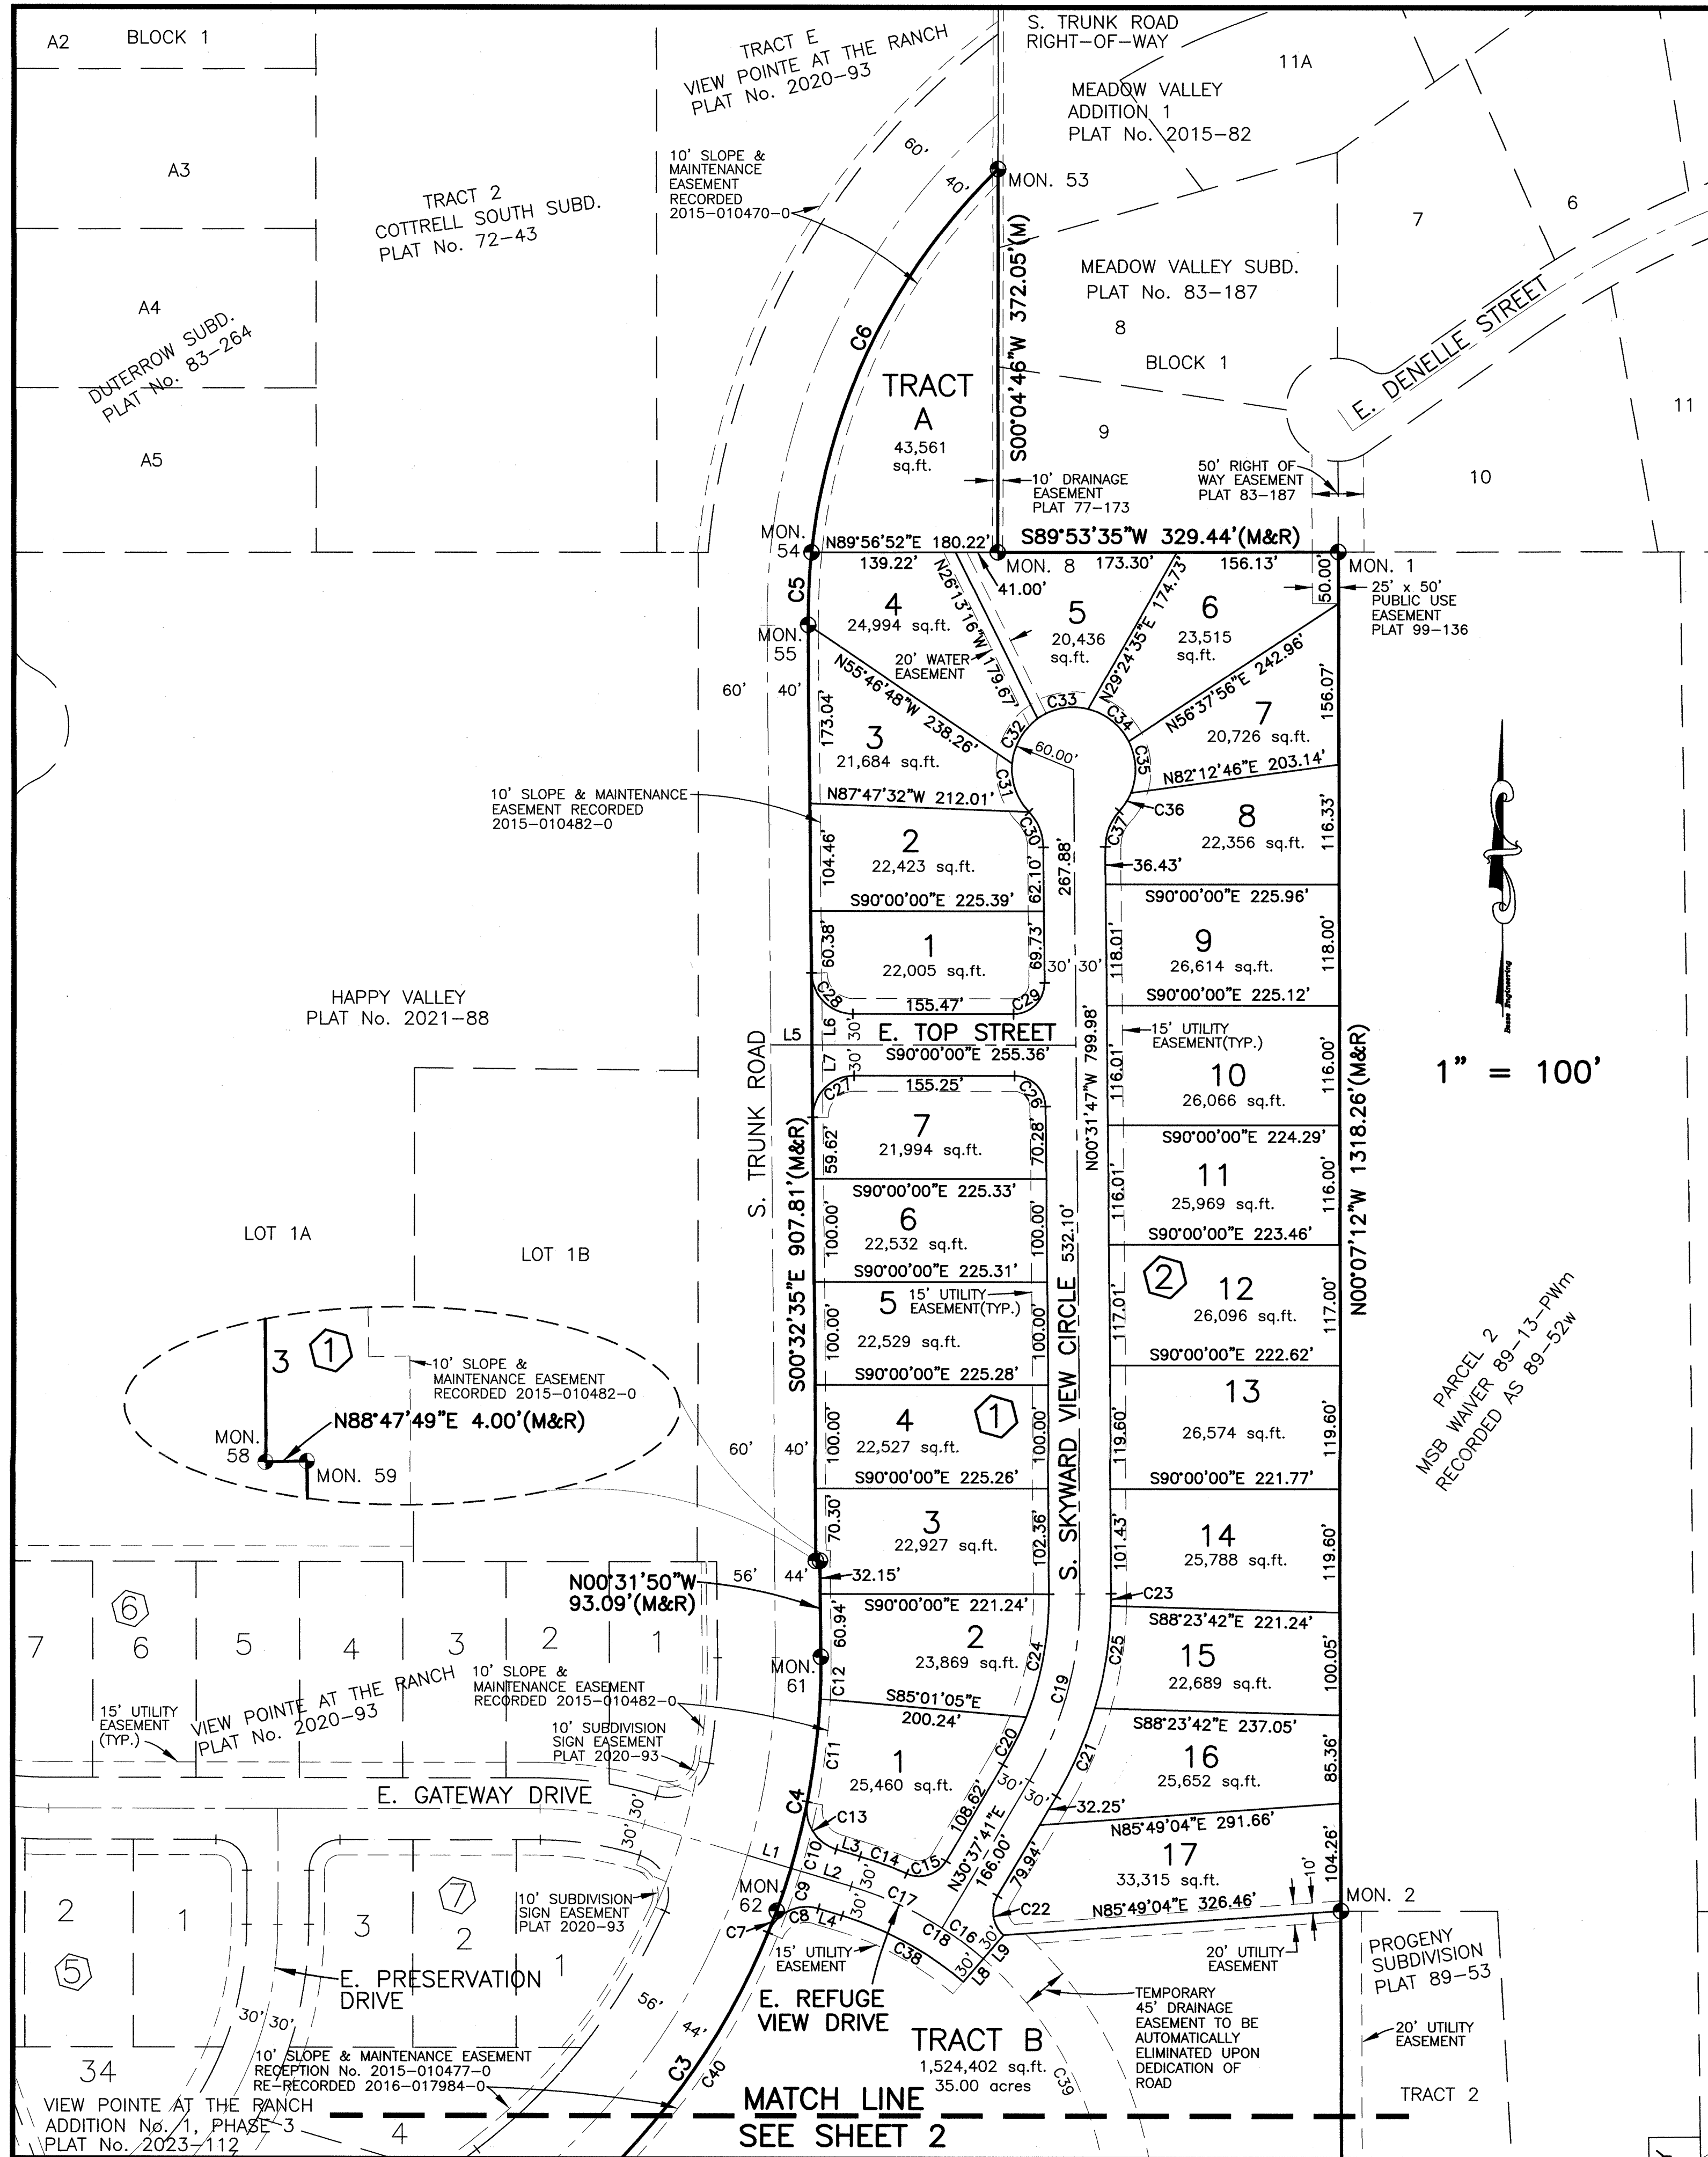 A2
BLOCK 1
TRACT E
VIEW POINTE AT THE RANCH
PLAT No. 2020-93
S. TRUNK ROAD
RIGHT-OF-WAY
11A
MEADOW VALLEY
ADDITION 1
PLAT No. 2015-82
A3
10' SLOPE &
MAINTENANCE
EASEMENT
RECORDED
2015-010470-0
60'
40'
MON. 53
TRACT 2
COTTRELL SOUTH SUBD.
PLAT No. 72-43
6
7
S00°04'46"W 372.05'(M)
MEADOW VALLEY SUBD.
PLAT No. 83-187
8
BLOCK 1
A4
DUTERROW SUBD.
PLAT No. 83-264
A5
C6
E. DENELLE STREET
11
TRACT
A
43,561
sq.ft.
9
10
10' DRAINAGE
EASEMENT
PLAT 77-173
50' RIGHT OF
WAY EASEMENT
PLAT 83-187
MON.
54
N89°56'52"E 180.22'
139.22'
S89°53'35"W 329.44'(M&R)
MON. 8
173.30'
156.13'
MON. 1
41.00'
50.00'
25' x 50'
PUBLIC USE
EASEMENT
PLAT 99-136
C5
MON.
55
4
24,994 sq.ft.
N26°13'16"W 179.67'
20' WATER
EASEMENT
5
20,436
sq.ft.
N29°24'35"E 174.73'
6
23,515
sq.ft.
N56°37'56"E 242.96'
60'
40'
N55°46'48"W 238.26'
C33
C32
C34
60.00'
C31
C35
7
20,726 sq.ft.
156.07'
173.04'
3
21,684 sq.ft.
N82°12'46"E 203.14'
10' SLOPE & MAINTENANCE
EASEMENT RECORDED
2015-010482-0
N87°47'32"W 212.01'
C30
C36
C37
8
22,356 sq.ft.
116.33'
104.46'
2
22,423 sq.ft.
62.10'
267.88'
36.43'
S90°00'00"E 225.39'
S90°00'00"E 225.96'
60.38'
1
22,005 sq.ft.
69.73'
30' 30'
118.01'
9
26,614 sq.ft.
118.00'
C28
155.47'
C29
S90°00'00"E 225.12'
HAPPY VALLEY
PLAT No. 2021-88
L5
L6
30'
E. TOP STREET
S90°00'00"E 255.36'
L7
30'
15' UTILITY
EASEMENT(TYP.)
N00°31'47"W 799.98'
116.01'
10
26,066 sq.ft.
116.00'
N00°07'12"W 1318.26'(M&R)
1" = 100'
S. TRUNK ROAD
C27
155.25'
C26
7
21,994 sq.ft.
59.62'
70.28'
S90°00'00"E 224.29'
S90°00'00"E 225.33'
116.01'
11
25,969 sq.ft.
116.00'
S00°32'35"E 907.81'(M&R)
100.00'
6
22,532 sq.ft.
100.00'
532.10'
S90°00'00"E 223.46'
LOT 1A
LOT 1B
S90°00'00"E 225.31'
5
15' UTILITY
EASEMENT(TYP.)
100.00'
22,529 sq.ft.
100.00'
2
117.01'
12
26,096 sq.ft.
117.00'
S90°00'00"E 225.28'
S90°00'00"E 222.62'
PARCEL 2
MSB WAIVER 89-13-PWm
RECORDED AS 89-52w
3
1
10' SLOPE &
MAINTENANCE EASEMENT
RECORDED 2015-010482-0
N88°47'49"E 4.00'(M&R)
MON.
58
MON. 59
60'
40'
100.00'
4
22,527 sq.ft.
1
100.00'
S. SKYWARD VIEW CIRCLE
119.60'
13
26,574 sq.ft.
119.60'
S90°00'00"E 225.26'
S90°00'00"E 221.77'
70.30'
3
22,927 sq.ft.
102.36'
101.43'
14
25,788 sq.ft.
119.60'
N00°31'50"W
93.09'(M&R)
56'
44'
32.15'
S90°00'00"E 221.24'
C23
S88°23'42"E 221.24'
60.94'
2
23,869 sq.ft.
C24
C25
15
22,689 sq.ft.
100.05'
6
7
6
5
4
3
2
1
MON.
61
C12
C19
10' SLOPE &
MAINTENANCE EASEMENT
RECORDED 2015-010482-0
15' UTILITY
EASEMENT
(TYP.)
VIEW POINTE AT THE RANCH
PLAT No. 2020-93
10' SUBDIVISION
SIGN EASEMENT
PLAT 2020-93
S85°01'05"E
200.24'
S88°23'42"E 237.05'
C11
1
25,460 sq.ft.
C20
C21
16
25,652 sq.ft.
85.36'
E. GATEWAY DRIVE
30'
30'
C4
C13
108.62'
30'
30'
32.25'
N85°49'04"E 291.66'
L1
C10
L3
C14
C15
N30°37'41"E
166.00'
79.94'
17
33,315 sq.ft.
104.26'
10'
L2
30'
30'
C17
MON.
62
C9
C8
L4
C7
C38
C18
C16
C22
N85°49'04"E 326.46'
MON. 2
2
1
3
2
1
7
5
10' SUBDIVISION
SIGN EASEMENT
PLAT 2020-93
15' UTILITY
EASEMENT
30'
30'
L8
L9
20' UTILITY
EASEMENT
PROGENY
SUBDIVISION
PLAT 89-53
E. PRESERVATION
DRIVE
30'
30'
56'
44'
E. REFUGE
VIEW DRIVE
TEMPORARY
45' DRAINAGE
EASEMENT TO BE
AUTOMATICALLY
ELIMINATED UPON
DEDICATION OF
ROAD
20' UTILITY
EASEMENT
TRACT B
1,524,402 sq.ft.
35.00 acres
C39
34
10' SLOPE & MAINTENANCE EASEMENT
RECEPTION No. 2015-010477-0
RE-RECORDED 2016-017984-0
C3
C40
TRACT 2
VIEW POINTE AT THE RANCH
ADDITION No. 1, PHASE 3
PLAT No. 2023-112
4
MATCH LINE
SEE SHEET 2